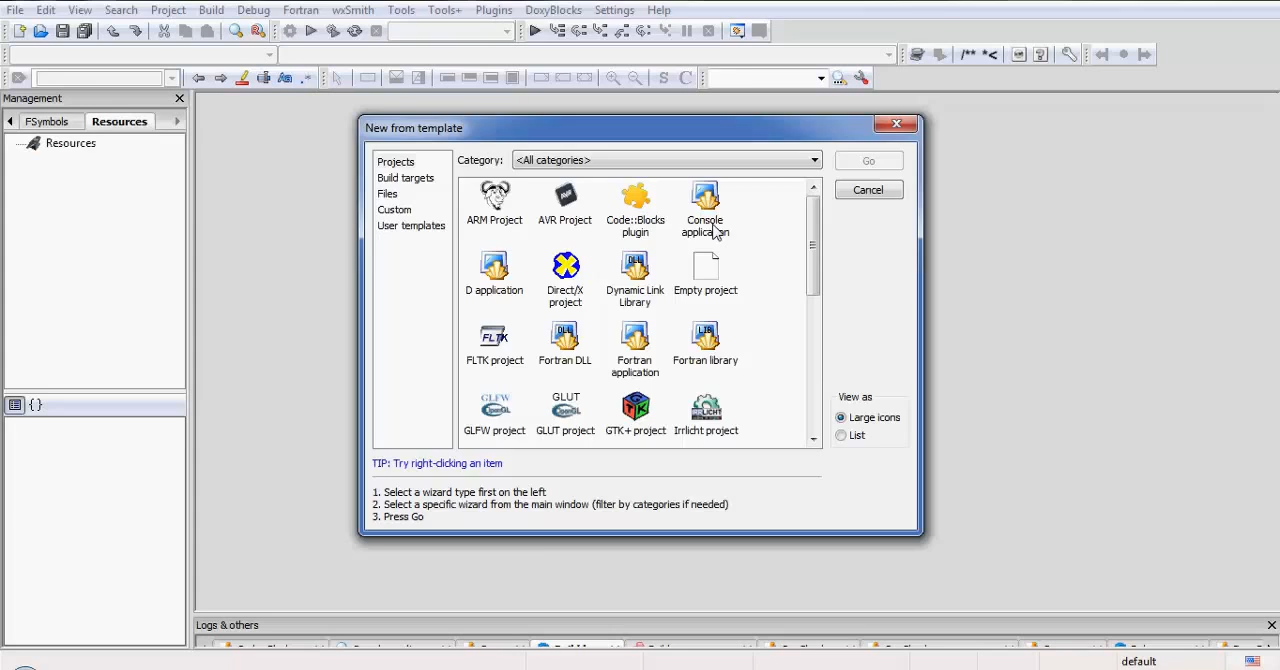 File Edit View Search Project Build Debug Fortran wxSmith Tools Tools+ Plugins DoxyBlocks Settings Help
/** *<
S C
Management
FSymbols Resources
Resources
{}
New from template
Projects
Build targets
Files
Custom
User templates
Category: <All categories>
Go
Cancel
ARM Project AVR Project Code::Blocks plugin Console application
D application Direct/X project Dynamic Link Library Empty project
FLTK project Fortran DLL Fortran application Fortran library
GLFW project GLUT project GTK+ project Irrlicht project
View as
Large icons
List
TIP: Try right-clicking an item
1. Select a wizard type first on the left
2. Select a specific wizard from the main window (filter by categories if needed)
3. Press Go
Logs & others
default